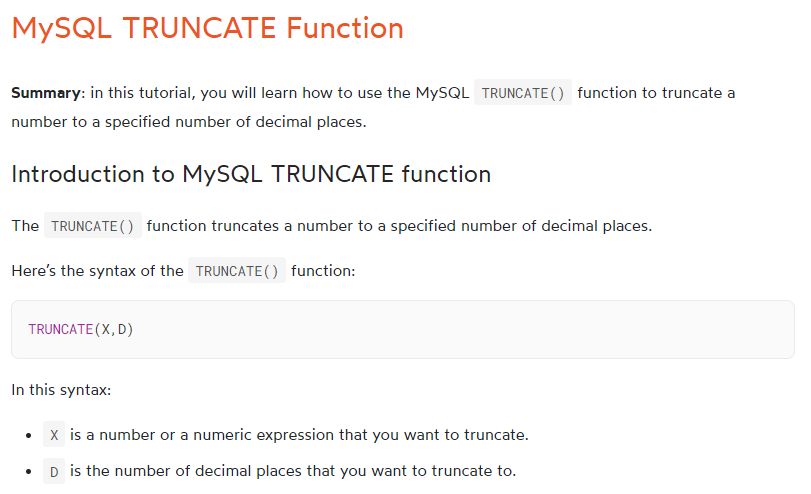 MySQL TRUNCATE Function
Summary: in this tutorial, you will learn how to use the MySQL TRUNCATE() function to truncate a
number to a specified number of decimal places.
Introduction to MySQL TRUNCATE function
The TRUNCATE() function truncates a number to a specified number of decimal places.
Here’s the syntax of the TRUNCATE() function:
TRUNCATE(X,D)
In this syntax:
• X is a number or a numeric expression that you want to truncate.
• D is the number of decimal places that you want to truncate to.